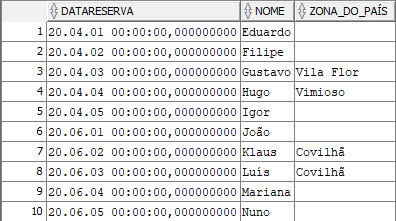 DATARESERVA NOME ZONA_DO_PAÍS
1 20.04.01 00:00:00,000000000 Eduardo
2 20.04.02 00:00:00,000000000 Filipe
3 20.04.03 00:00:00,000000000 Gustavo Vila Flor
4 20.04.04 00:00:00,000000000 Hugo Vimioso
5 20.04.05 00:00:00,000000000 Igor
6 20.06.01 00:00:00,000000000 João
7 20.06.02 00:00:00,000000000 Klaus Covilhã
8 20.06.03 00:00:00,000000000 Luís Covilhã
9 20.06.04 00:00:00,000000000 Mariana
10 20.06.05 00:00:00,000000000 Nuno